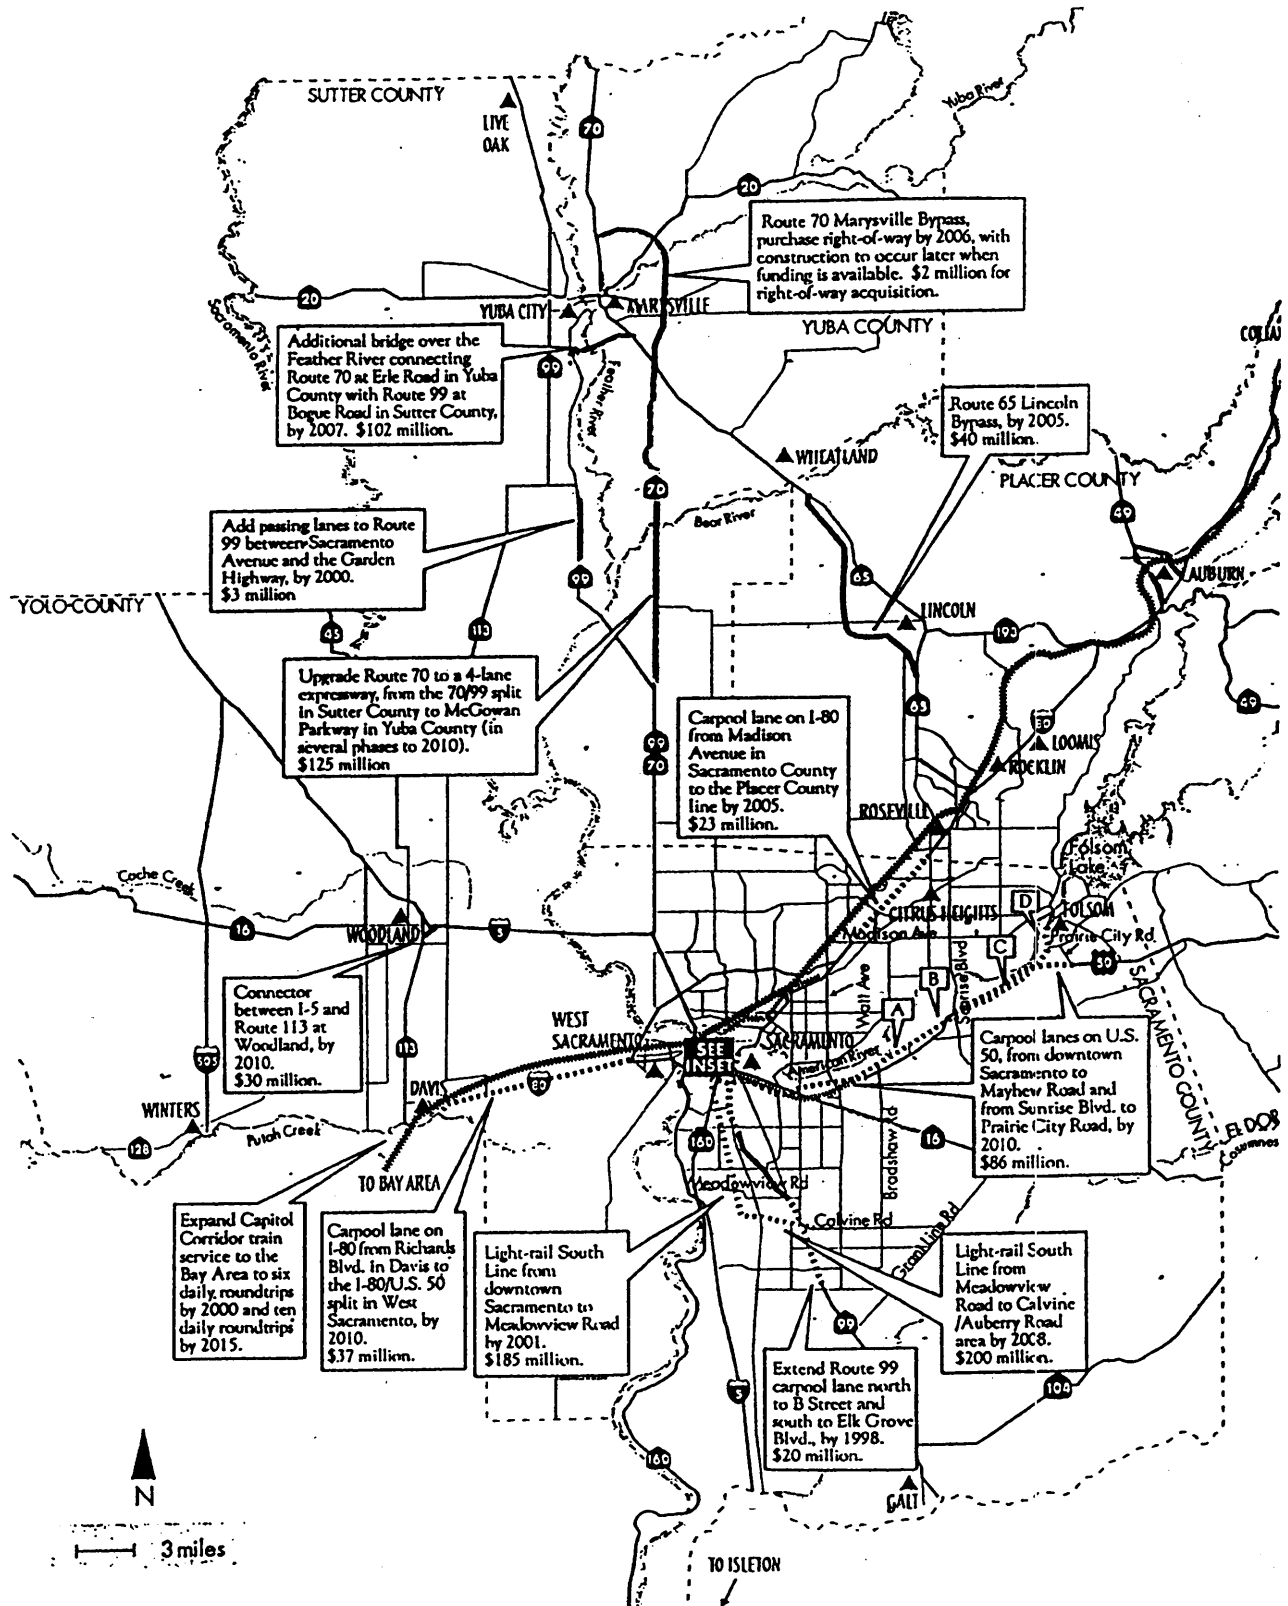 SUTTER COUNTY
LIVE
OAK
70
Yuba River
20
Route 70 Marysville Bypass,
purchase right-of-way by 2006, with
construction to occur later when
funding is available. $2 million for
right-of-way acquisition.
20
Sacramento River
YUBA CITY
MARYSVILLE
YUBA COUNTY
COLFAX
Additional bridge over the
Feather River connecting
Route 70 at Erle Road in Yuba
County with Route 99 at
Bogue Road in Sutter County,
by 2007. $102 million.
99
Feather River
Route 65 Lincoln
Bypass, by 2005.
$40 million.
WHEATLAND
PLACER COUNTY
70
Bear River
49
Add passing lanes to Route
99 between Sacramento
Avenue and the Garden
Highway, by 2000.
$3 million
99
65
AUBURN
YOLO COUNTY
LINCOLN
45
113
193
Upgrade Route 70 to a 4-lane
expressway, from the 70/99 split
in Sutter County to McGowan
Parkway in Yuba County (in
several phases to 2010).
$125 million
49
65
Carpool lane on I-80
from Madison
Avenue in
Sacramento County
to the Placer County
line by 2005.
$23 million.
80
LOOMIS
99
70
ROCKLIN
ROSEVILLE
Folsom
Lake
Cache Creek
CITRUS HEIGHTS
D
FOLSOM
16
WOODLAND
5
Madison Ave
C
Prairie City Rd
50
Watt Ave
B
Sunrise Blvd
SACRAMENTO COUNTY
Connector
between I-5 and
Route 113 at
Woodland, by
2010.
$30 million.
A
WEST
SACRAMENTO
SEE
INSET
SACRAMENTO
American River
Carpool lanes on U.S.
50, from downtown
Sacramento to
Mayhew Road and
from Sunrise Blvd. to
Prairie City Road, by
2010.
$86 million.
505
113
DAVIS
80
WINTERS
Putah Creek
128
160
16
Bradshaw Rd
EL DOR
Cosumnes
TO BAY AREA
Meadowview Rd
Calvine Rd
Grant Line Rd
Expand Capitol
Corridor train
service to the
Bay Area to six
daily roundtrips
by 2000 and ten
daily roundtrips
by 2015.
Carpool lane on
I-80 from Richards
Blvd. in Davis to
the I-80/U.S. 50
split in West
Sacramento, by
2010.
$37 million.
Light-rail South
Line from
downtown
Sacramento to
Meadowview Road
by 2001.
$185 million.
Light-rail South
Line from
Meadowview
Road to Calvine
/Auberry Road
area by 2008.
$200 million.
99
Extend Route 99
carpool lane north
to B Street and
south to Elk Grove
Blvd., by 1998.
$20 million.
5
104
160
GALT
N
3 miles
TO ISLETON